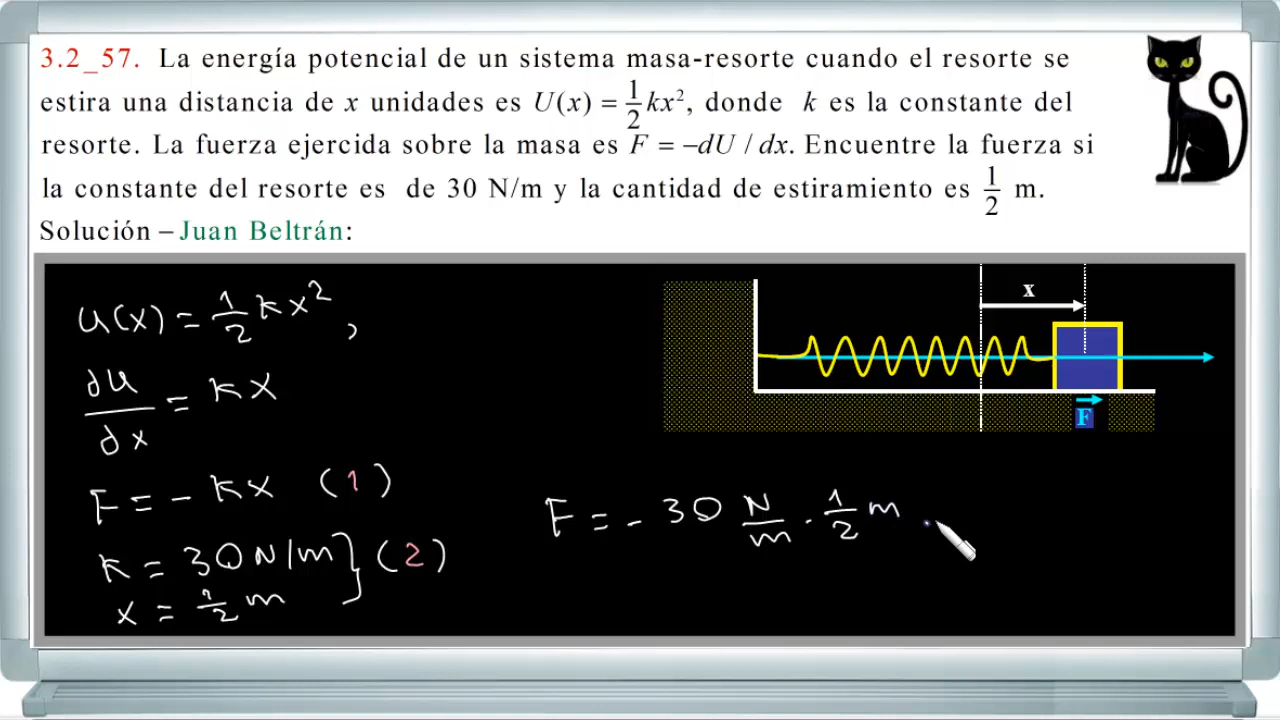 3.2_57. La energía potencial de un sistema masa-resorte cuando el resorte se
estira una distancia de x unidades es U(x) = 1/2 kx², donde k es la constante del
resorte. La fuerza ejercida sobre la masa es F = −dU / dx. Encuentre la fuerza si
la constante del resorte es de 30 N/m y la cantidad de estiramiento es 1/2 m.
Solución – Juan Beltrán:
U(x) = 1/2 kx²,
dU/dx = kx
F = - kx (1)
k = 30 N/m } (2)
x = 1/2 m
x
F
F = - 30 N/m · 1/2 m